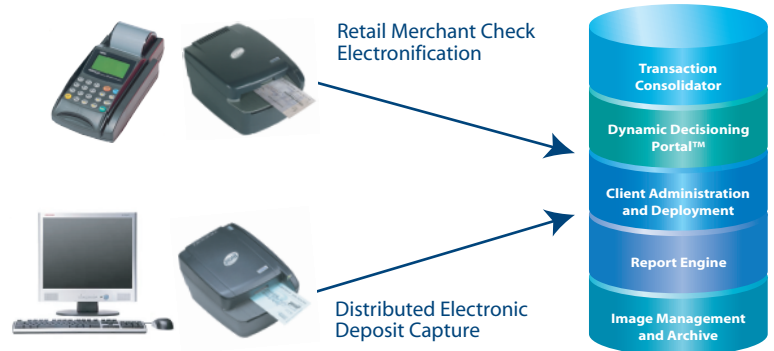 Retail Merchant Check
Electronification
Transaction
Consolidator
Dynamic Decisioning
Portal™
Client Administration
and Deployment
Report Engine
Distributed Electronic
Deposit Capture
Image Management
and Archive